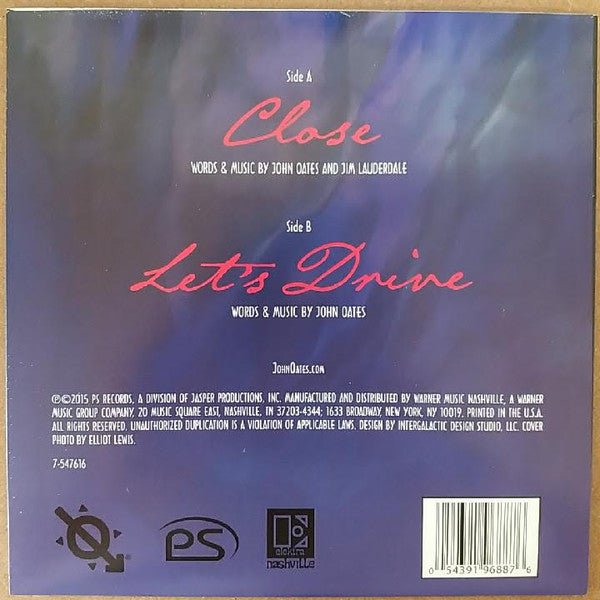 Side A
Close
WORDS & MUSIC BY JOHN OATES AND JIM LAUDERDALE
Side B
Let's Drive
WORDS & MUSIC BY JOHN OATES
JOHNOATES.COM
℗©2015 PS RECORDS, A DIVISION OF JASPER PRODUCTIONS, INC. MANUFACTURED AND DISTRIBUTED BY WARNER MUSIC NASHVILLE, A WARNER
MUSIC GROUP COMPANY, 20 MUSIC SQUARE EAST, NASHVILLE, TN 37203-4344; 1633 BROADWAY, NEW YORK, NY 10019. PRINTED IN THE U.S.A.
ALL RIGHTS RESERVED. UNAUTHORIZED DUPLICATION IS A VIOLATION OF APPLICABLE LAWS. DESIGN BY INTERGALACTIC DESIGN STUDIO, LLC. COVER
PHOTO BY ELLIOT LEWIS.
7-547616
PS
elektra
nashville
0 54391 96887 6